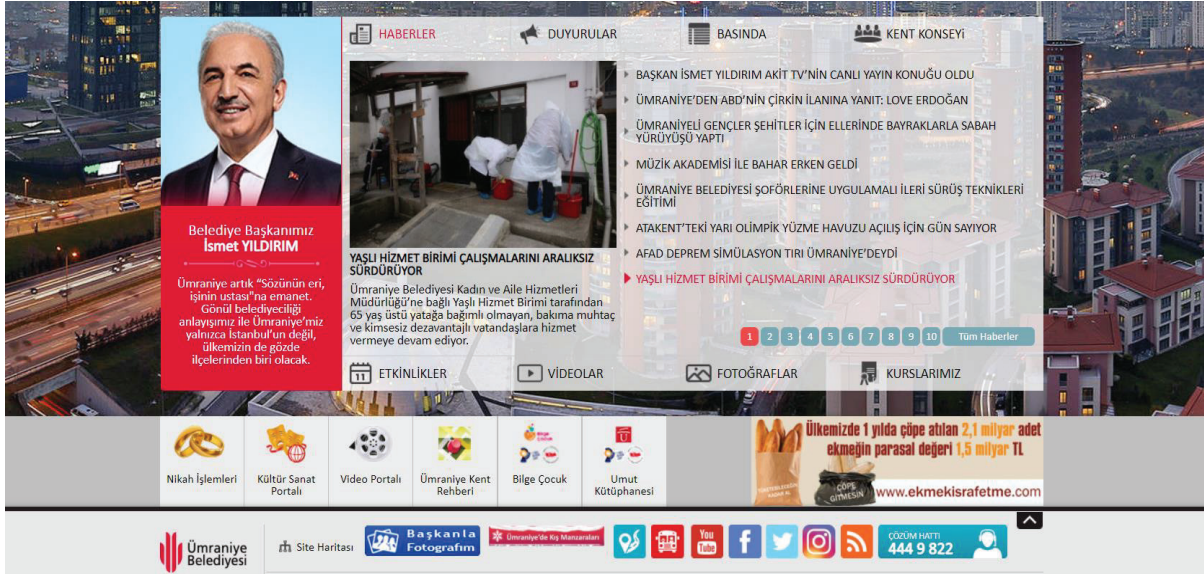 HABERLER
DUYURULAR
BASINDA
KENT KONSEYi
Belediye Başkanımız
İsmet YILDIRIM
Ümraniye artık "Sözünün eri,
işinin ustası"na emanet.
Gönül belediyeciliği
anlayışımız ile Ümraniye'miz
yalnızca İstanbul'un değil,
ülkemizin de gözde
ilçelerinden biri olacak.
YAŞLI HİZMET BİRİMİ ÇALIŞMALARINI ARALIKSIZ
SÜRDÜRÜYOR
Ümraniye Belediyesi Kadın ve Aile Hizmetleri
Müdürlüğü'ne bağlı Yaşlı Hizmet Birimi tarafından
65 yaş üstü yatağa bağımlı olmayan, bakıma muhtaç
ve kimsesiz dezavantajlı vatandaşlara hizmet
vermeye devam ediyor.
BAŞKAN İSMET YILDIRIM AKİT TV'NİN CANLI YAYIN KONUĞU OLDU
ÜMRANİYE'DEN ABD'NİN ÇİRKİN İLANINA YANIT: LOVE ERDOĞAN
ÜMRANİYELİ GENÇLER ŞEHİTLER İÇİN ELLERİNDE BAYRAKLARLA SABAH
YÜRÜYÜŞÜ YAPTI
MÜZİK AKADEMİSİ İLE BAHAR ERKEN GELDİ
ÜMRANİYE BELEDİYESİ ŞOFÖRLERİNE UYGULAMALI İLERİ SÜRÜŞ TEKNİKLERİ
EĞİTİMİ
ATAKENT'TEKİ YARI OLİMPİK YÜZME HAVUZU AÇILIŞ İÇİN GÜN SAYIYOR
AFAD DEPREM SİMÜLASYON TIRI ÜMRANİYE'DEYDİ
YAŞLI HİZMET BİRİMİ ÇALIŞMALARINI ARALIKSIZ SÜRDÜRÜYOR
1 2 3 4 5 6 7 8 9 10 Tüm Haberler
11 ETKİNLİKLER
VİDEOLAR
FOTOĞRAFLAR
KURSLARIMIZ
Nikah İşlemleri
Kültür Sanat
Portalı
Video Portalı
Ümraniye Kent
Rehberi
Bilge Çocuk
Umut
Kütüphanesi
Ülkemizde 1 yılda çöpe atılan 2,1 milyar adet
ekmeğin parasal değeri 1,5 milyar TL
ÇÖPE
GİTMESİN
www.ekmekisrafetme.com
Ümraniye
Belediyesi
Site Haritası
Başkanla
Fotografım
Ümraniye'de Kış Manzaraları
You
Tube
ÇÖZÜM HATTI
444 9 822